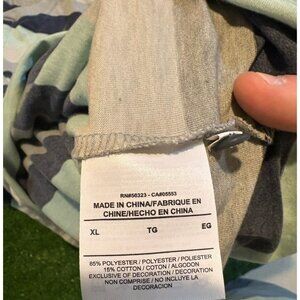 RN#56323 - CA#05553
MADE IN CHINA/FABRIQUE EN
CHINE/HECHO EN CHINA
XL TG EG
85% POLYESTER / POLYESTER / POLIESTER
15% COTTON / COTON / ALGODON
EXCLUSIVE OF DECORATION / DECORATION
NON COMPRISE / NO INCLUYE LA
DECORACION